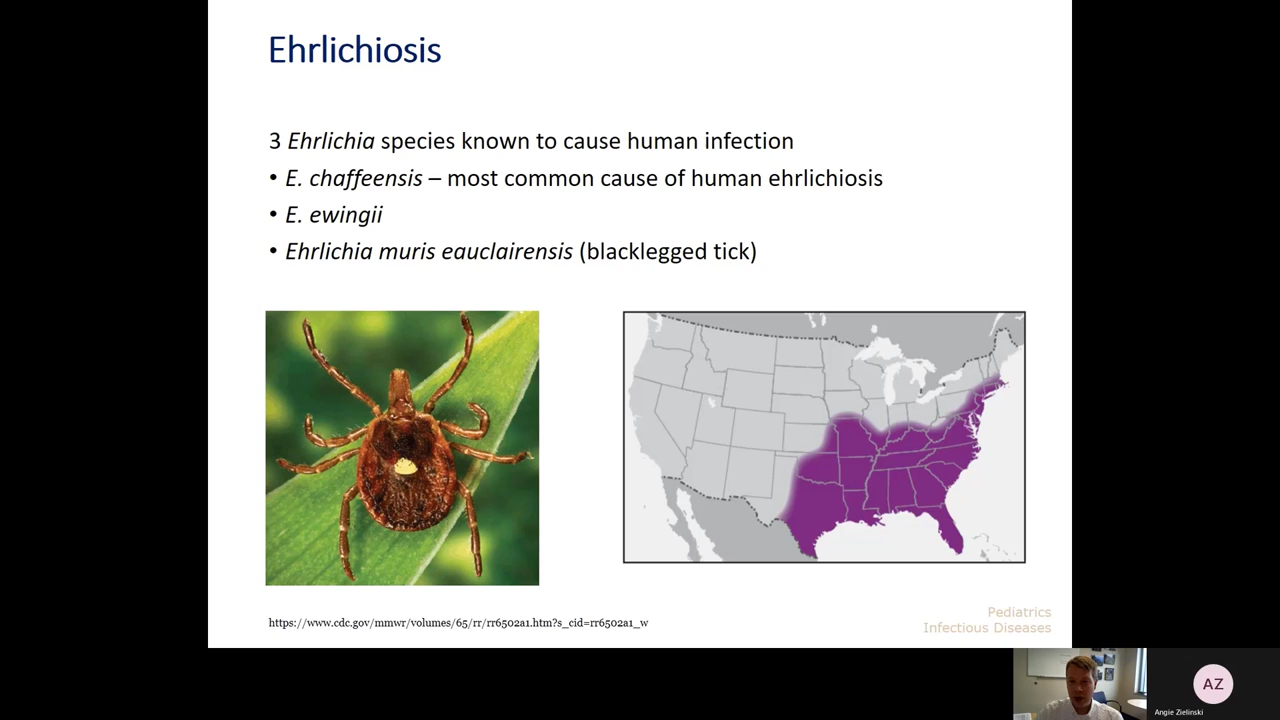 Ehrlichiosis
3 Ehrlichia species known to cause human infection
• E. chaffeensis – most common cause of human ehrlichiosis
• E. ewingii
• Ehrlichia muris eauclairensis (blacklegged tick)
https://www.cdc.gov/mmwr/volumes/65/rr/rr6502a1.htm?s_cid=rr6502a1_w
Pediatrics
Infectious Diseases
AZ
Angie Zielinski